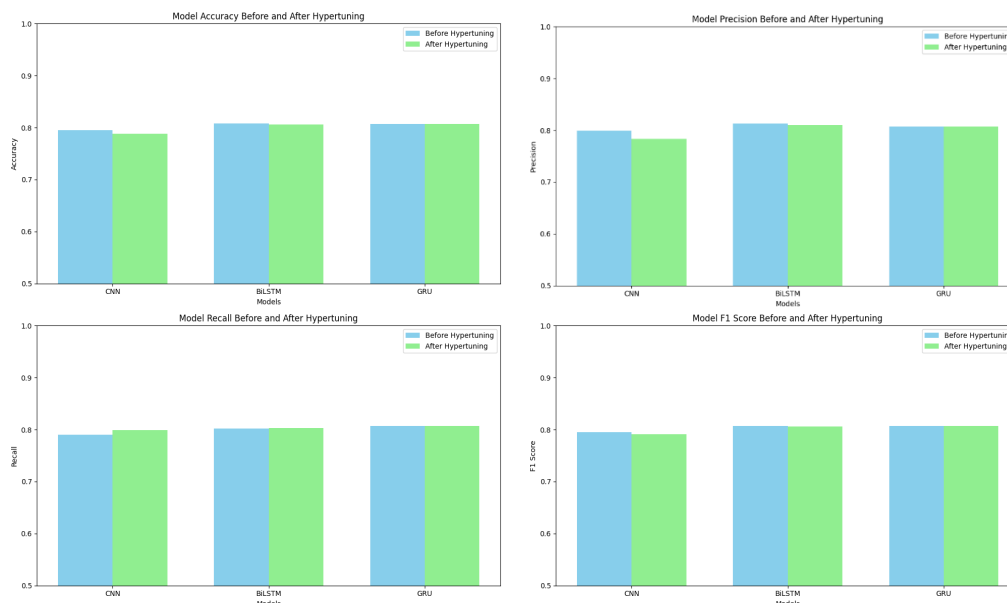 Model Accuracy Before and After Hypertuning
1.0
Before Hypertuning
After Hypertuning
0.9
0.8
Accuracy
0.7
0.6
0.5
CNN
BiLSTM
GRU
Models
Model Precision Before and After Hypertuning
1.0
Before Hypertunin
After Hypertuning
0.9
0.8
Precision
0.7
0.6
0.5
CNN
BiLSTM
GRU
Models
Model Recall Before and After Hypertuning
1.0
Before Hypertuning
After Hypertuning
0.9
0.8
Recall
0.7
0.6
0.5
CNN
BiLSTM
GRU
Models
Model F1 Score Before and After Hypertuning
1.0
Before Hypertunin
After Hypertuning
0.9
0.8
F1 Score
0.7
0.6
0.5
CNN
BiLSTM
GRU
Models